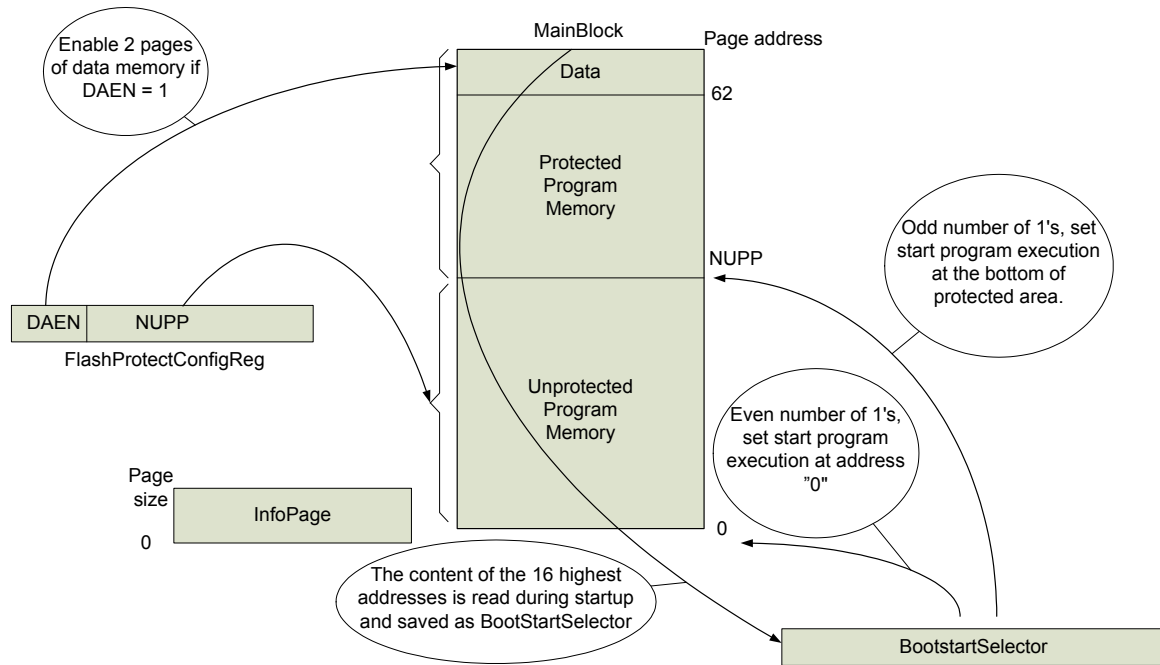 Enable 2 pages
of data memory if
DAEN = 1
MainBlock
Page address
Data
62
Protected
Program
Memory
Odd number of 1's, set
start program execution
at the bottom of
protected area.
NUPP
DAEN
NUPP
FlashProtectConfigReg
Unprotected
Program
Memory
Even number of 1's,
set start program
execution at address
”0"
Page
size
0
InfoPage
0
The content of the 16 highest
addresses is read during startup
and saved as BootStartSelector
BootstartSelector